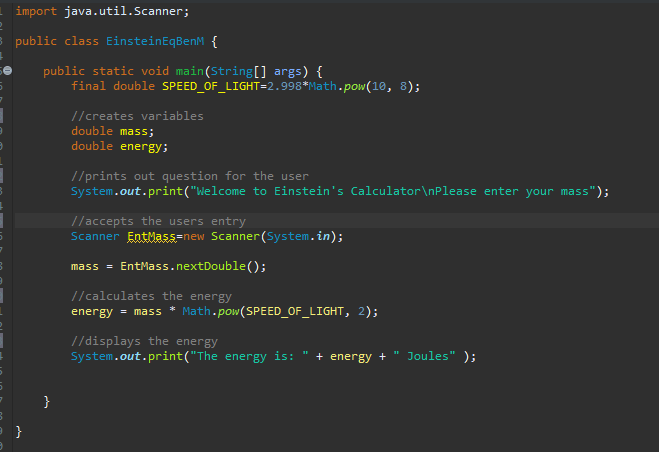 import java.util.Scanner;
public class EinsteinEqBenM {
public static void main(String[] args) {
final double SPEED_OF_LIGHT=2.998*Math.pow(10, 8);
//creates variables
double mass;
double energy;
//prints out question for the user
System.out.print("Welcome to Einstein's Calculator\nPlease enter your mass");
//accepts the users entry
Scanner EntMass=new Scanner(System.in);
mass = EntMass.nextDouble();
//calculates the energy
energy = mass * Math.pow(SPEED_OF_LIGHT, 2);
//displays the energy
System.out.print("The energy is: " + energy + " Joules" );
}
}